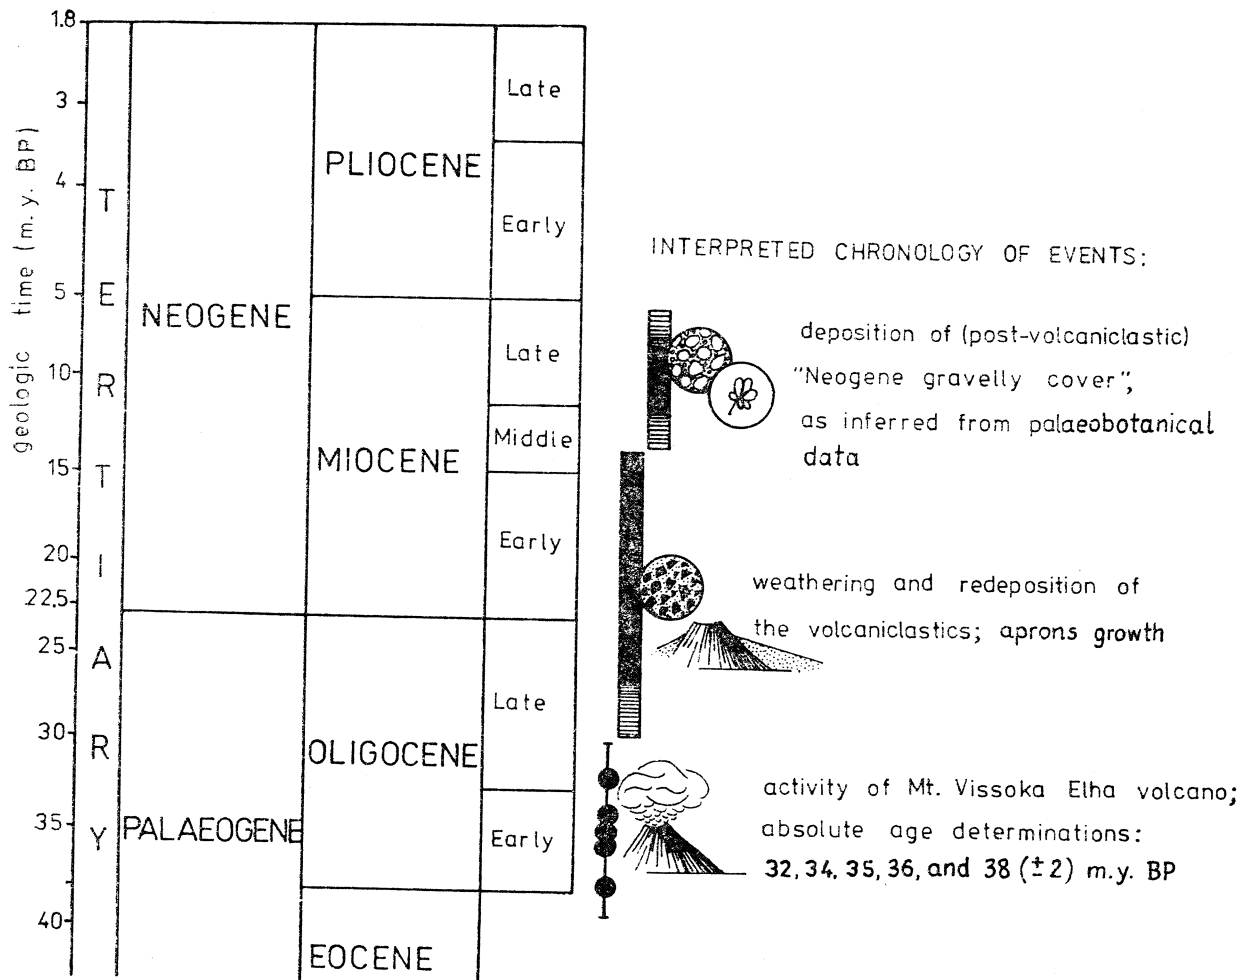 1.8
3
4
5
10
15
20
22.5
25
30
35
40
geologic time (m. y. BP)
TERTIARY
NEOGENE
PALAEOGENE
PLIOCENE
MIOCENE
OLIGOCENE
EOCENE
Late
Early
Late
Middle
Early
Late
Early
INTERPRETED CHRONOLOGY OF EVENTS:
deposition of (post-volcaniclastic)
"Neogene gravelly cover",
as inferred from palaeobotanical
data
weathering and redeposition of
the volcaniclastics; aprons growth
activity of Mt. Vissoka Elha volcano;
absolute age determinations:
32, 34, 35, 36, and 38 (±2) m.y. BP